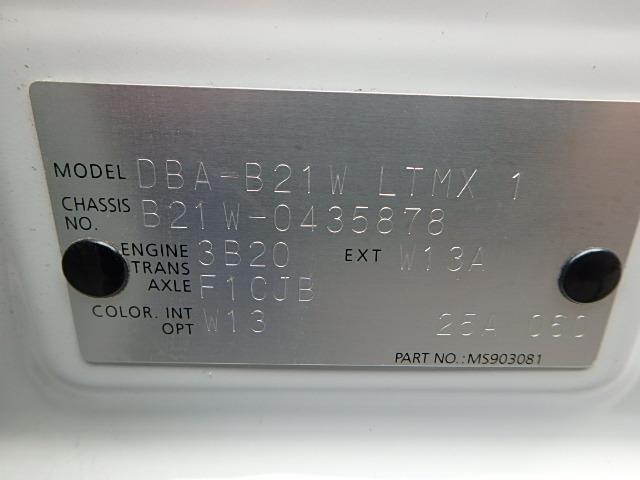 MODEL DBA-B21W LTMX 1
CHASSIS NO. B21W-0435878
ENGINE 3B20 EXT W13A
TRANS AXLE F1CJB
COLOR. INT W13
OPT 25A C6C
PART NO.: MS903081